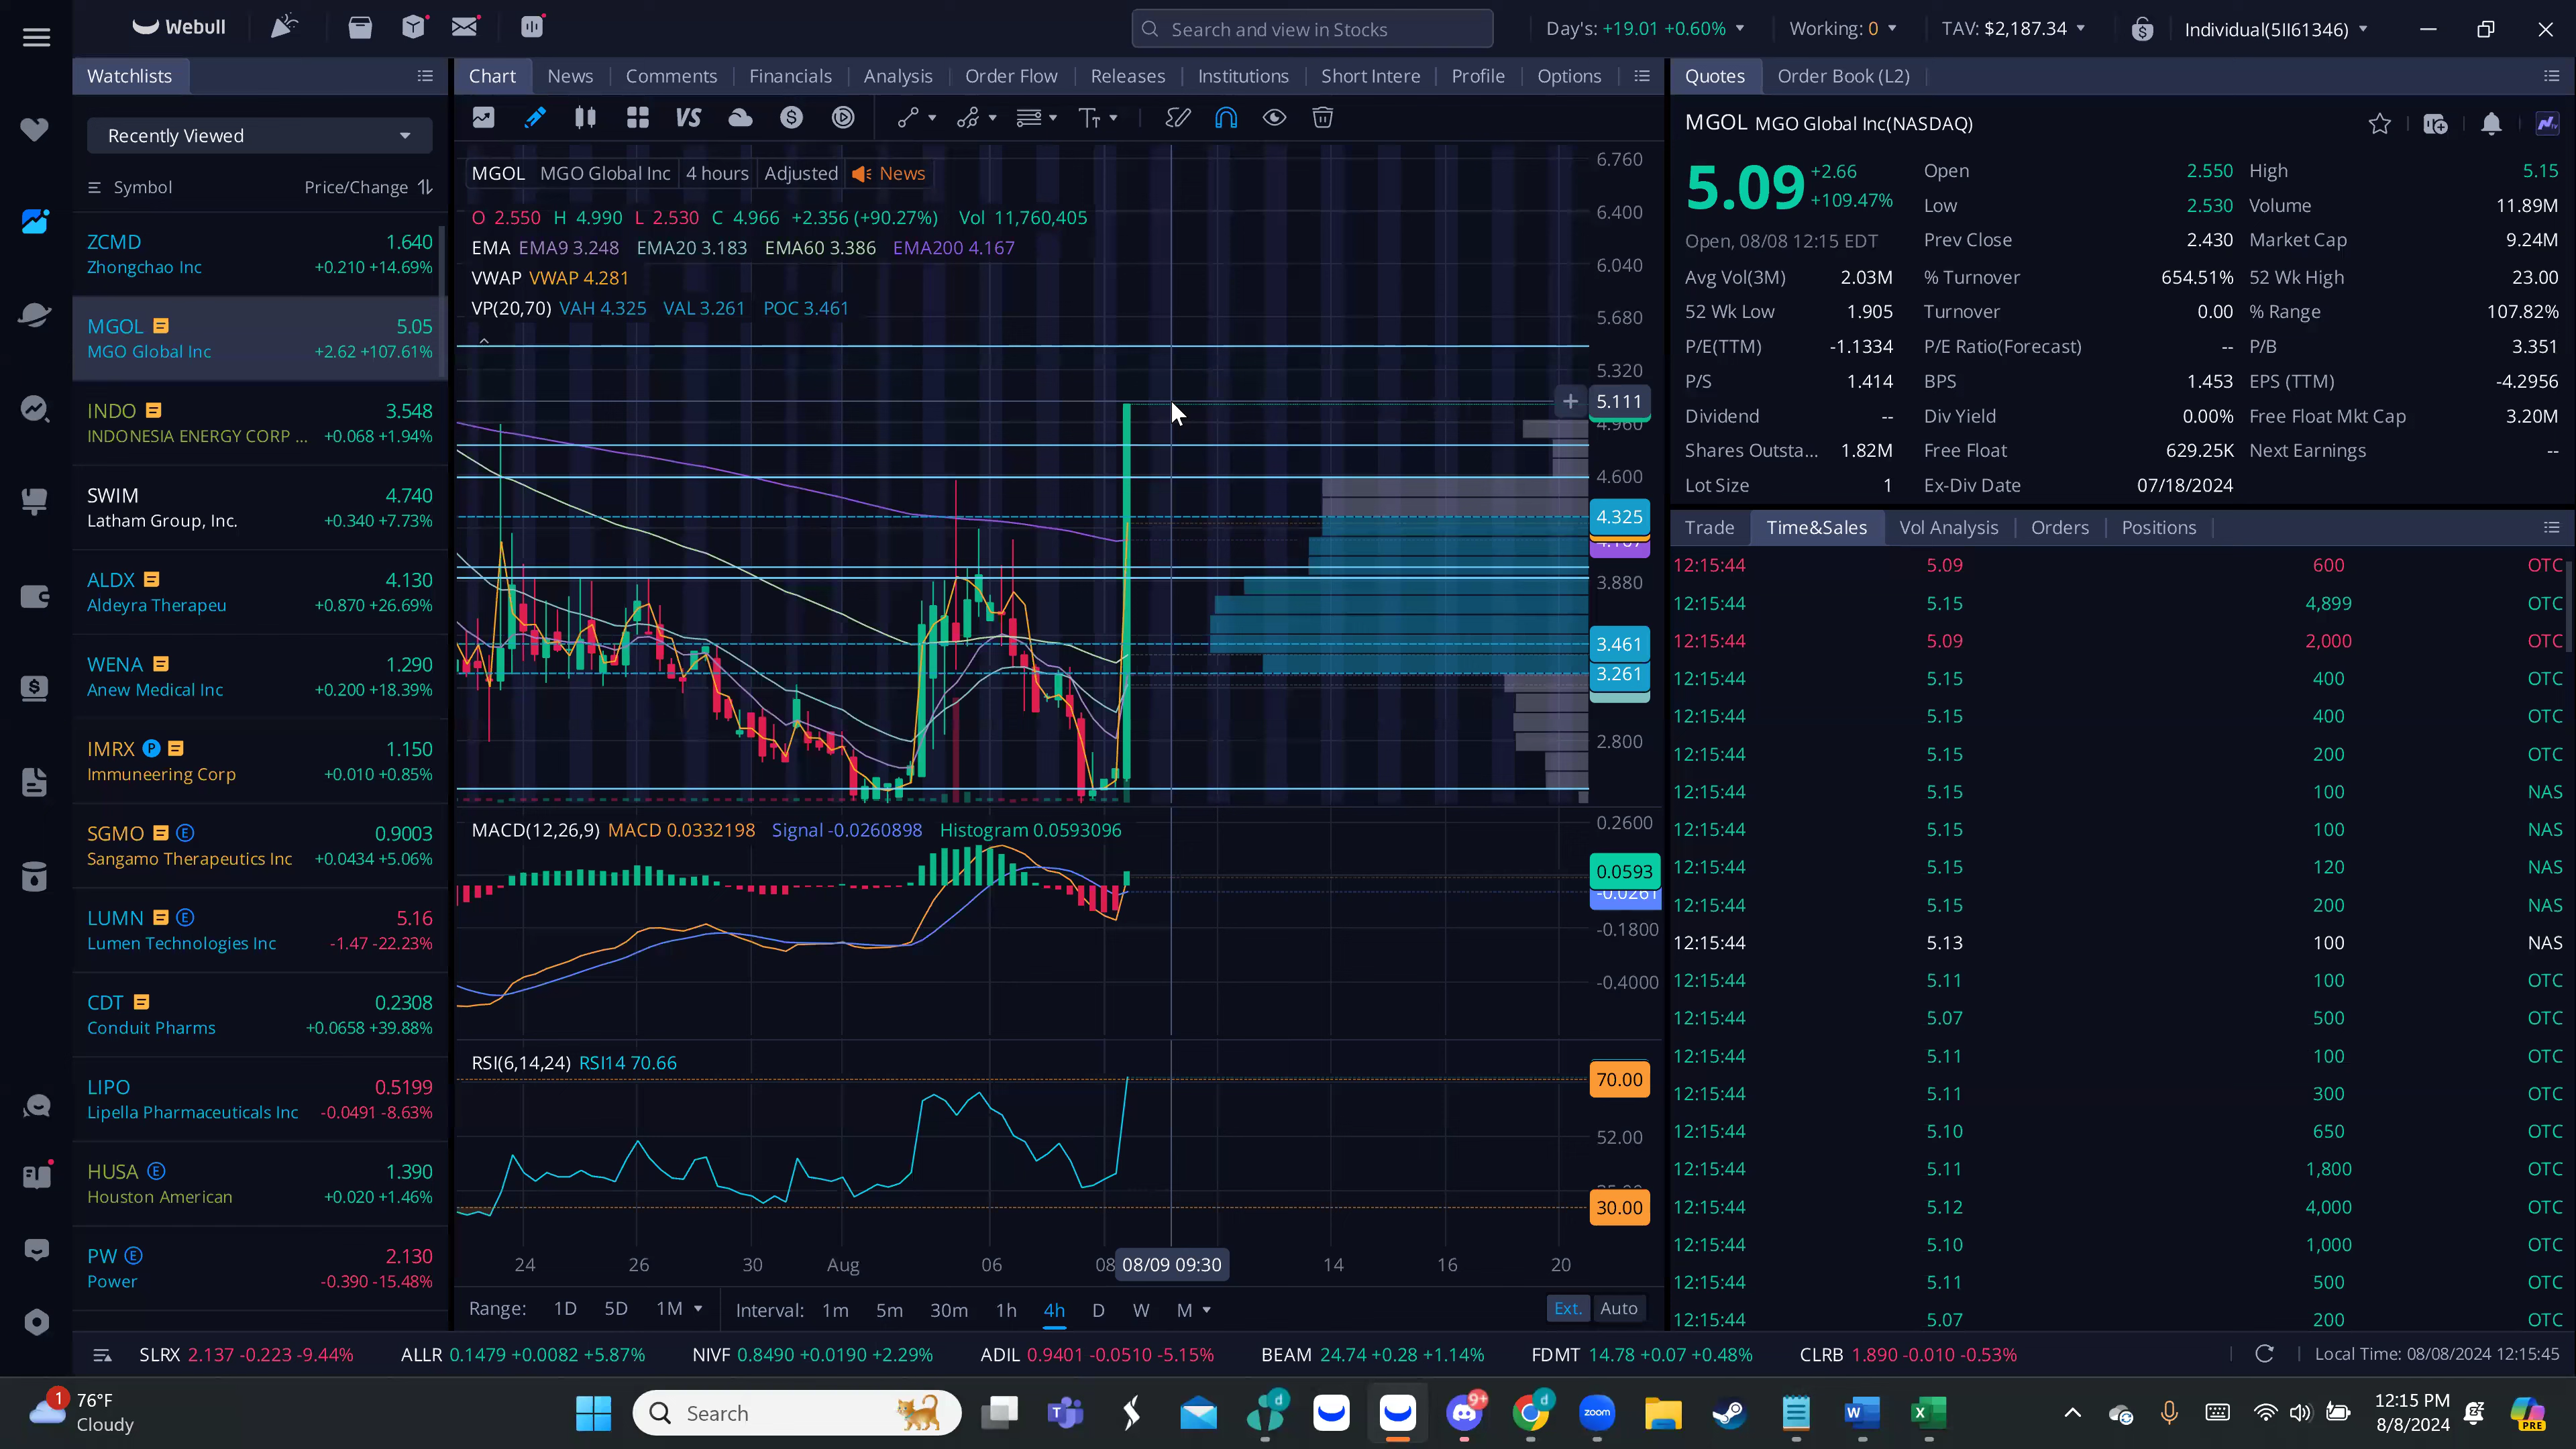 Webull
Search and view in Stocks
Day's: +19.01 +0.60%
Working: 0
TAV: $2,187.34
Individual(5II61346)
Watchlists
Recently Viewed
Symbol Price/Change
ZCMD 1.640
Zhongchao Inc +0.210 +14.69%
MGOL 5.05
MGO Global Inc +2.62 +107.61%
INDO 3.548
INDONESIA ENERGY CORP ... +0.068 +1.94%
SWIM 4.740
Latham Group, Inc. +0.340 +7.73%
ALDX 4.130
Aldeyra Therapeu +0.870 +26.69%
WENA 1.290
Anew Medical Inc +0.200 +18.39%
IMRX P 1.150
Immuneering Corp +0.010 +0.85%
SGMO E 0.9003
Sangamo Therapeutics Inc +0.0434 +5.06%
LUMN E 5.16
Lumen Technologies Inc -1.47 -22.23%
CDT 0.2308
Conduit Pharms +0.0658 +39.88%
LIPO 0.5199
Lipella Pharmaceuticals Inc -0.0491 -8.63%
HUSA E 1.390
Houston American +0.020 +1.46%
PW E 2.130
Power -0.390 -15.48%
Chart News Comments Financials Analysis Order Flow Releases Institutions Short Intere Profile Options
VS
MGOL MGO Global Inc 4 hours Adjusted News
O 2.550 H 4.990 L 2.530 C 4.966 +2.356 (+90.27%) Vol 11,760,405
EMA EMA9 3.248 EMA20 3.183 EMA60 3.386 EMA200 4.167
VWAP VWAP 4.281
VP(20,70) VAH 4.325 VAL 3.261 POC 3.461
6.760
6.400
6.040
5.680
5.320
5.111
4.960
4.600
4.325
4.167
3.880
3.461
3.261
2.800
MACD(12,26,9) MACD 0.0332198 Signal -0.0260898 Histogram 0.0593096
0.2600
0.0593
-0.0261
-0.1800
-0.4000
RSI(6,14,24) RSI14 70.66
70.00
52.00
30.00
24 26 30 Aug 06 08 08/09 09:30 14 16 20
Range: 1D 5D 1M Interval: 1m 5m 30m 1h 4h D W M Ext. Auto
Quotes Order Book (L2)
MGOL MGO Global Inc(NASDAQ)
5.09 +2.66
+109.47%
Open, 08/08 12:15 EDT
Open 2.550 High 5.15
Low 2.530 Volume 11.89M
Prev Close 2.430 Market Cap 9.24M
Avg Vol(3M) 2.03M % Turnover 654.51% 52 Wk High 23.00
52 Wk Low 1.905 Turnover 0.00 % Range 107.82%
P/E(TTM) -1.1334 P/E Ratio(Forecast) -- P/B 3.351
P/S 1.414 BPS 1.453 EPS (TTM) -4.2956
Dividend -- Div Yield 0.00% Free Float Mkt Cap 3.20M
Shares Outsta... 1.82M Free Float 629.25K Next Earnings --
Lot Size 1 Ex-Div Date 07/18/2024
Trade Time&Sales Vol Analysis Orders Positions
12:15:44 5.09 600 OTC
12:15:44 5.15 4,899 OTC
12:15:44 5.09 2,000 OTC
12:15:44 5.15 400 OTC
12:15:44 5.15 400 OTC
12:15:44 5.15 200 OTC
12:15:44 5.15 100 NAS
12:15:44 5.15 100 NAS
12:15:44 5.15 120 NAS
12:15:44 5.15 200 NAS
12:15:44 5.13 100 NAS
12:15:44 5.11 100 OTC
12:15:44 5.07 500 OTC
12:15:44 5.11 100 OTC
12:15:44 5.11 300 OTC
12:15:44 5.10 650 OTC
12:15:44 5.11 1,800 OTC
12:15:44 5.12 4,000 OTC
12:15:44 5.10 1,000 OTC
12:15:44 5.11 500 OTC
12:15:44 5.07 200 OTC
SLRX 2.137 -0.223 -9.44% ALLR 0.1479 +0.0082 +5.87% NIVF 0.8490 +0.0190 +2.29% ADIL 0.9401 -0.0510 -5.15% BEAM 24.74 +0.28 +1.14% FDMT 14.78 +0.07 +0.48% CLRB 1.890 -0.010 -0.53% Local Time: 08/08/2024 12:15:45
1 76°F
Cloudy
Search
d
9+
d
zoom
12:15 PM
8/8/2024
PRE